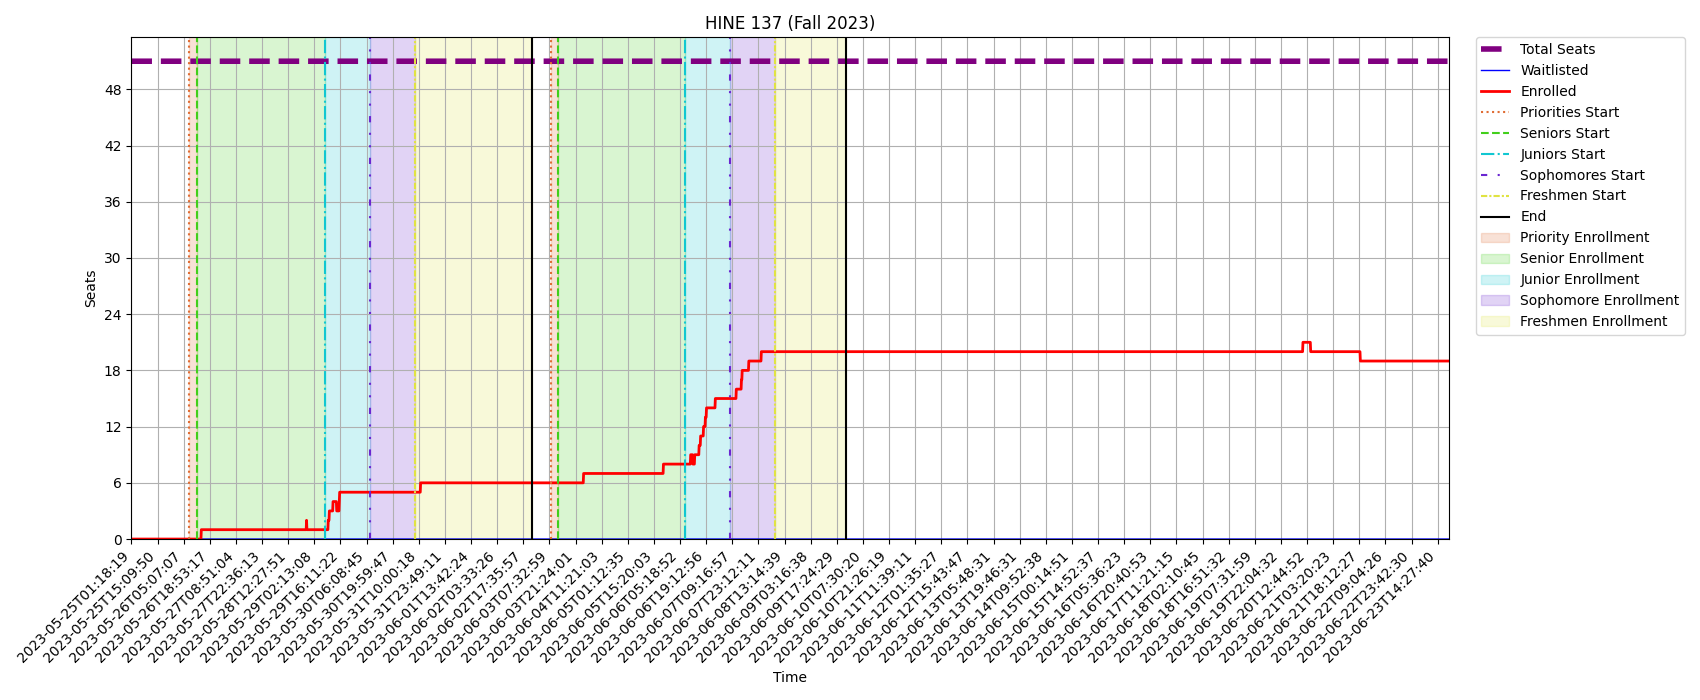 HINE 137 (Fall 2023)
Total Seats
Waitlisted
Enrolled
Priorities Start
Seniors Start
Juniors Start
Sophomores Start
Freshmen Start
End
Priority Enrollment
Senior Enrollment
Junior Enrollment
Sophomore Enrollment
Freshmen Enrollment
Seats
48
42
36
30
24
18
12
6
0
2023-05-25T01:18:19
2023-05-25T15:09:50
2023-05-26T05:07:07
2023-05-26T18:53:17
2023-05-27T08:51:04
2023-05-27T22:36:13
2023-05-28T12:27:51
2023-05-29T02:13:08
2023-05-29T16:11:22
2023-05-30T06:08:45
2023-05-30T19:59:47
2023-05-31T10:00:18
2023-05-31T23:49:11
2023-06-01T13:42:24
2023-06-02T03:33:26
2023-06-02T17:35:57
2023-06-03T07:32:59
2023-06-03T21:24:01
2023-06-04T11:21:03
2023-06-05T01:12:35
2023-06-05T15:20:03
2023-06-06T05:18:52
2023-06-06T19:12:56
2023-06-07T09:16:57
2023-06-07T23:12:11
2023-06-08T13:14:39
2023-06-09T03:16:38
2023-06-09T17:24:29
2023-06-10T07:30:20
2023-06-10T21:26:19
2023-06-11T11:39:11
2023-06-12T01:35:27
2023-06-12T15:43:47
2023-06-13T05:48:31
2023-06-13T19:46:31
2023-06-14T09:52:38
2023-06-15T00:14:51
2023-06-15T14:52:37
2023-06-16T05:36:23
2023-06-16T20:40:53
2023-06-17T11:21:15
2023-06-18T02:10:45
2023-06-18T16:51:32
2023-06-19T07:31:59
2023-06-19T22:04:32
2023-06-20T12:44:52
2023-06-21T03:20:23
2023-06-21T18:12:27
2023-06-22T09:04:26
2023-06-22T23:42:30
2023-06-23T14:27:40
Time